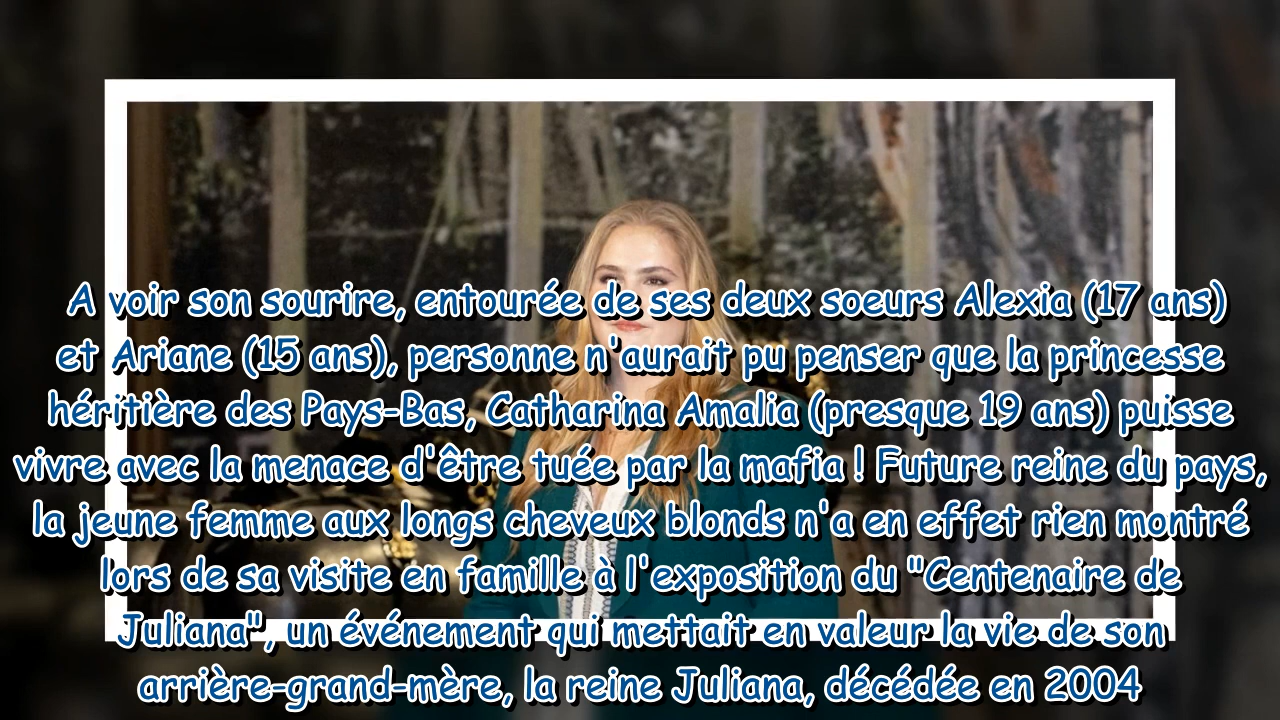 A voir son sourire, entourée de ses deux soeurs Alexia (17 ans)
et Ariane (15 ans), personne n'aurait pu penser que la princesse
héritière des Pays-Bas, Catharina Amalia (presque 19 ans) puisse
vivre avec la menace d'être tuée par la mafia ! Future reine du pays,
la jeune femme aux longs cheveux blonds n'a en effet rien montré
lors de sa visite en famille à l'exposition du "Centenaire de
Juliana", un événement qui mettait en valeur la vie de son
arrière-grand-mère, la reine Juliana, décédée en 2004